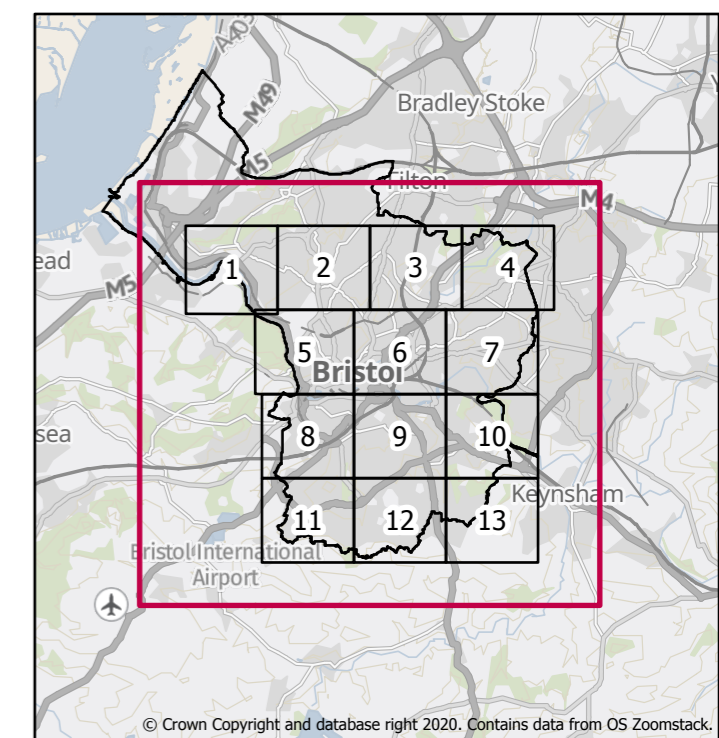 A403
M49
Bradley Stoke
M5
Filton
M4
ead
M5
1
2
3
4
5
6
7
Bristol
sea
8
9
10
Keynsham
11
12
13
Bristol International
Airport
© Crown Copyright and database right 2020. Contains data from OS Zoomstack.